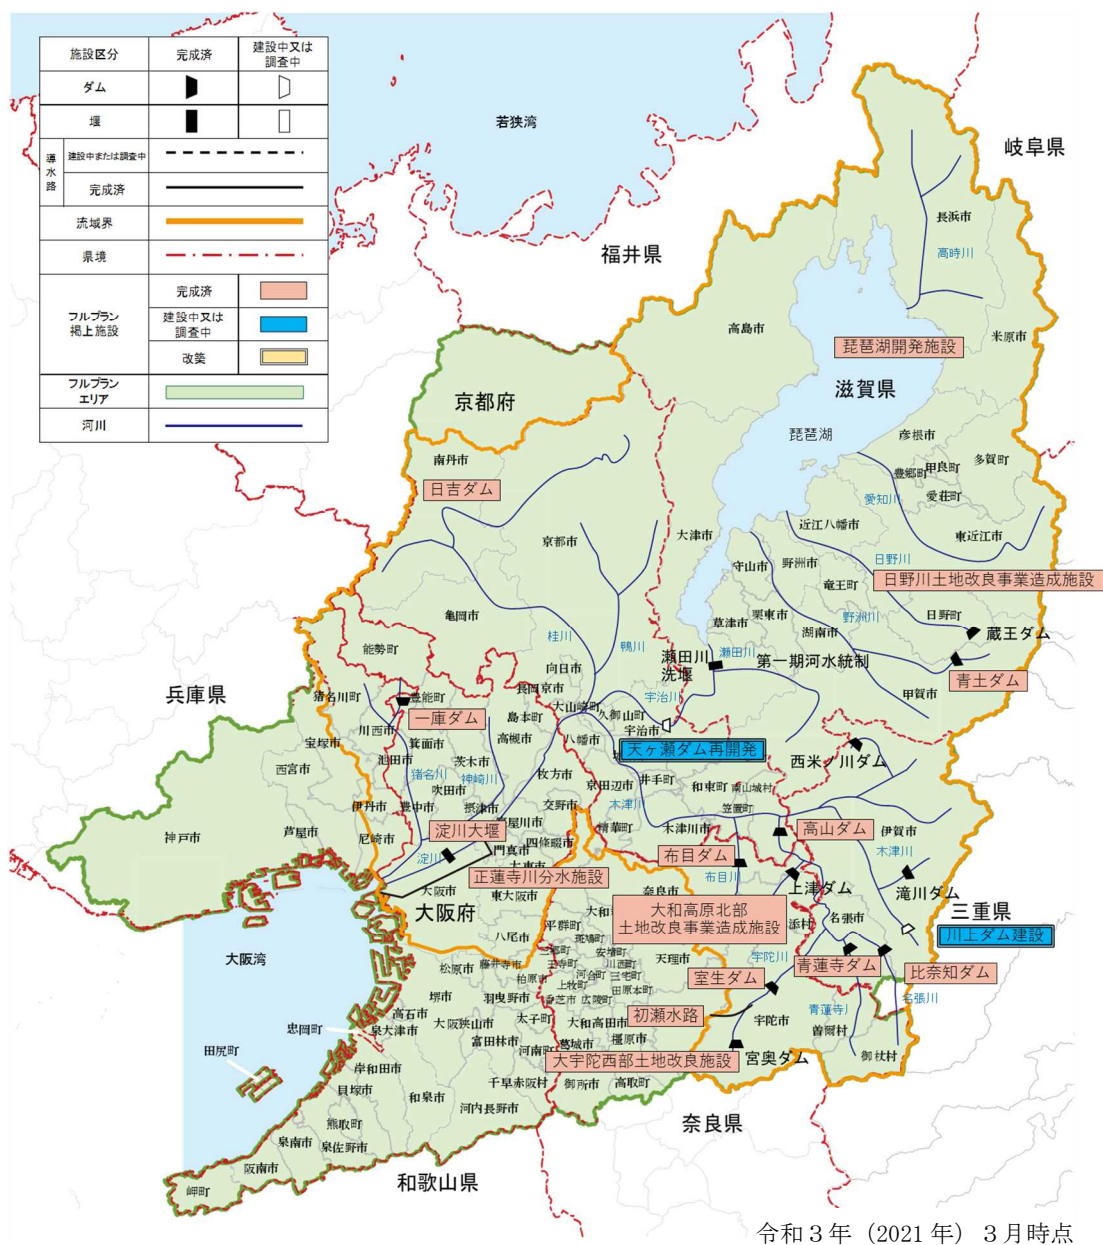 施設区分
完成済
建設中又は
調査中
ダム
堰
導水路
建設中または調査中
完成済
流域界
県境
フルプラン
掲上施設
完成済
建設中又は
調査中
改築
フルプラン
エリア
河川
若狭湾
岐阜県
福井県
長浜市
高時川
高島市
米原市
琵琶湖開発施設
滋賀県
京都府
琵琶湖
彦根市
多賀町
豊郷町
甲良町
愛荘町
南丹市
日吉ダム
愛知川
近江八幡市
東近江市
京都市
大津市
守山市
野洲市
日野川
竜王町
日野川土地改良事業造成施設
亀岡市
草津市
栗東市
湖南市
野洲川
日野町
蔵王ダム
桂川
鴨川
能勢町
向日市
瀬田川
洗堰
瀬田川
第一期河水統制
青土ダム
甲賀市
兵庫県
猪名川町
豊能町
長岡京市
大山崎町
宇治川
久御山町
宇治市
一庫ダム
島本町
川西市
箕面市
高槻市
八幡市
天ヶ瀬ダム再開発
西米ノ川ダム
宝塚市
西宮市
池田市
茨木市
猪名川
神崎川
吹田市
枚方市
京田辺市
井手町
和束町
南山城村
笠置町
伊丹市
豊中市
摂津市
交野市
木津川
精華町
木津川市
高山ダム
伊賀市
木津川
神戸市
芦屋市
尼崎市
淀川大堰
寝屋川市
四條畷市
門真市
淀川
大東市
布目ダム
布目川
正蓮寺川分水施設
上津ダム
滝川ダム
大阪市
大阪府
東大阪市
奈良市
大和高原北部
土地改良事業造成施設
名張市
三重県
川上ダム建設
平群町
八尾市
斑鳩町
大阪湾
松原市
藤井寺市
柏原市
三郷町
王寺町
安堵町
川西町
河合町
三宅町
上牧町
田原本町
香芝市
広陵町
天理市
宇陀川
室生ダム
青蓮寺ダム
比奈知ダム
名張川
堺市
羽曳野市
高石市
忠岡町
泉大津市
大阪狭山市
太子町
富田林市
河南町
大和高田市
葛城市
橿原市
初瀬水路
宇陀市
青蓮寺川
曽爾村
御杖村
田尻町
大宇陀西部土地改良施設
宮奥ダム
岸和田市
貝塚市
和泉市
千早赤阪村
御所市
高取町
河内長野市
熊取町
泉南市
泉佐野市
阪南市
岬町
奈良県
和歌山県
令和３年（2021 年）３月時点